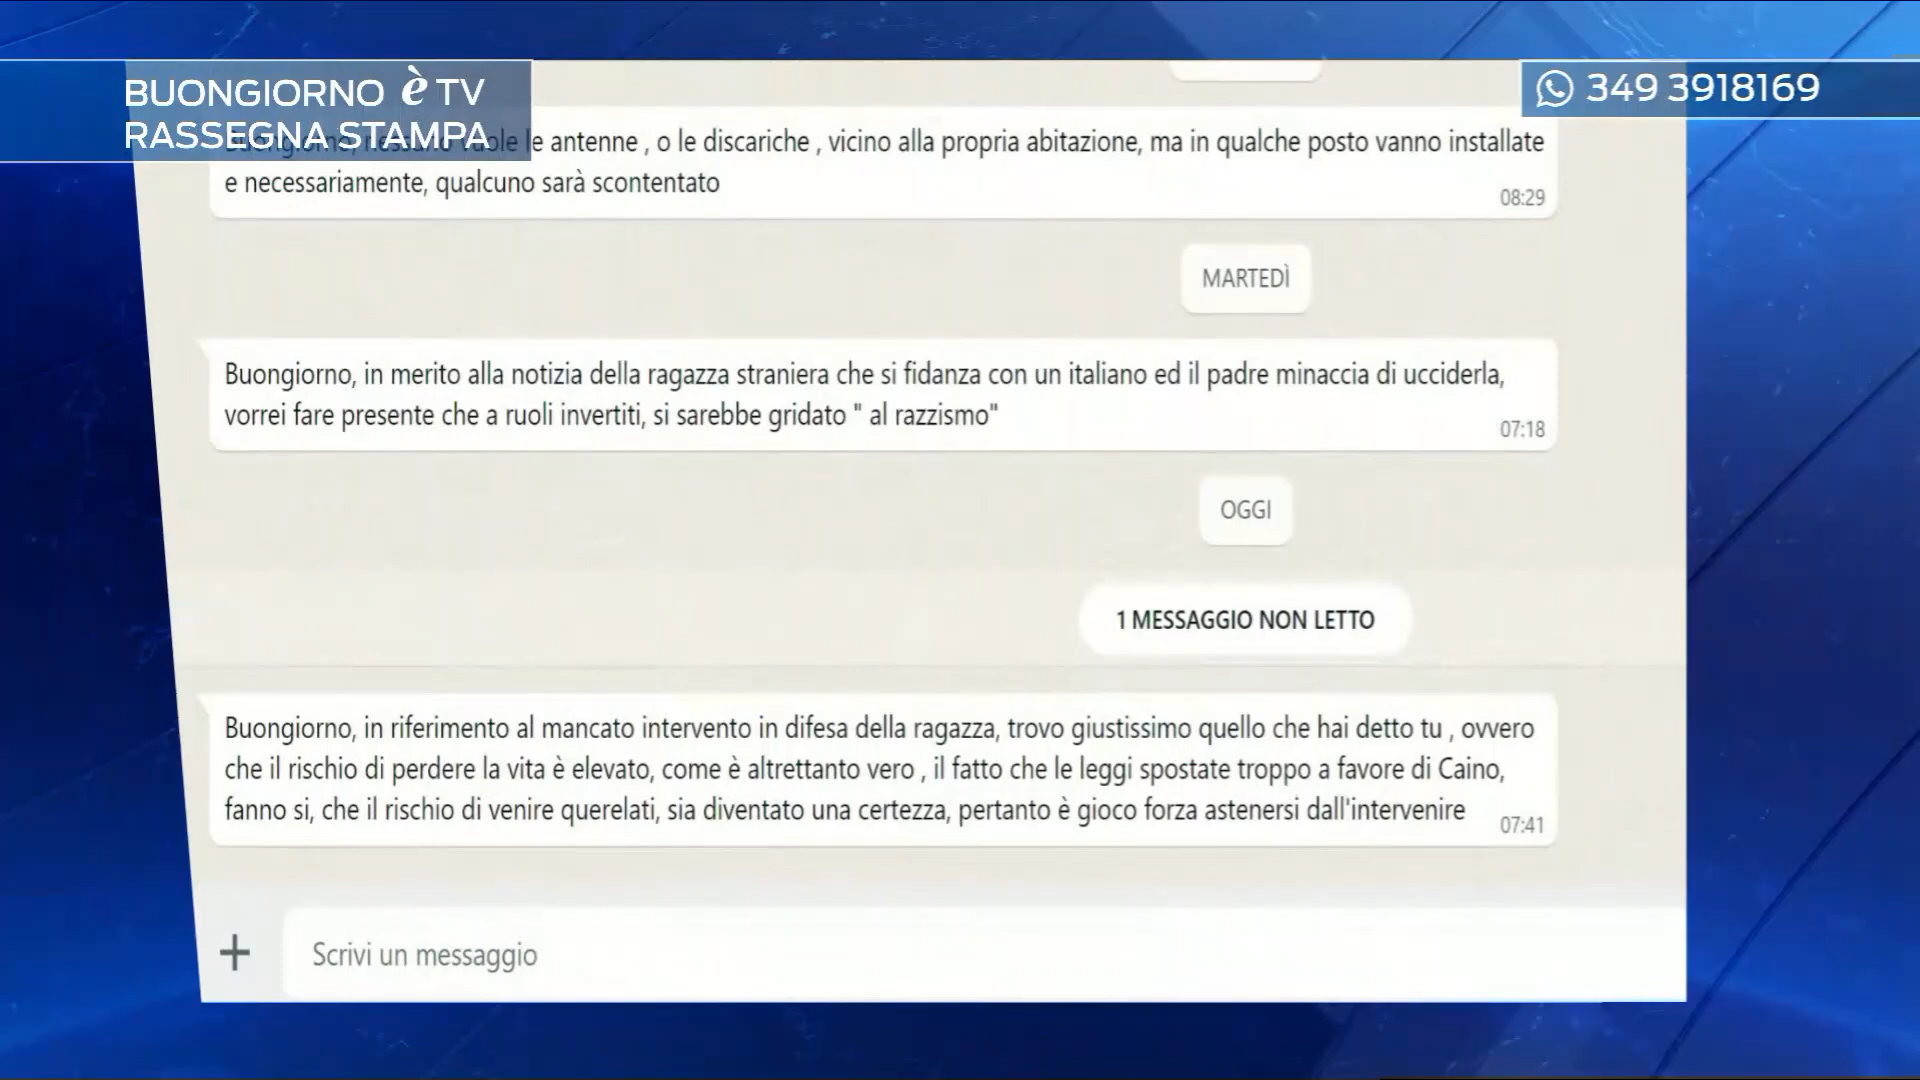 BUONGIORNO è TV
RASSEGNA STAMPA
349 3918169
Buongiorno, nessuno vuole le antenne , o le discariche , vicino alla propria abitazione, ma in qualche posto vanno installate
e necessariamente, qualcuno sarà scontentato
08:29
MARTEDÌ
Buongiorno, in merito alla notizia della ragazza straniera che si fidanza con un italiano ed il padre minaccia di ucciderla,
vorrei fare presente che a ruoli invertiti, si sarebbe gridato " al razzismo"
07:18
OGGI
1 MESSAGGIO NON LETTO
Buongiorno, in riferimento al mancato intervento in difesa della ragazza, trovo giustissimo quello che hai detto tu , ovvero
che il rischio di perdere la vita è elevato, come è altrettanto vero , il fatto che le leggi spostate troppo a favore di Caino,
fanno si, che il rischio di venire querelati, sia diventato una certezza, pertanto è gioco forza astenersi dall'intervenire
07:41
Scrivi un messaggio